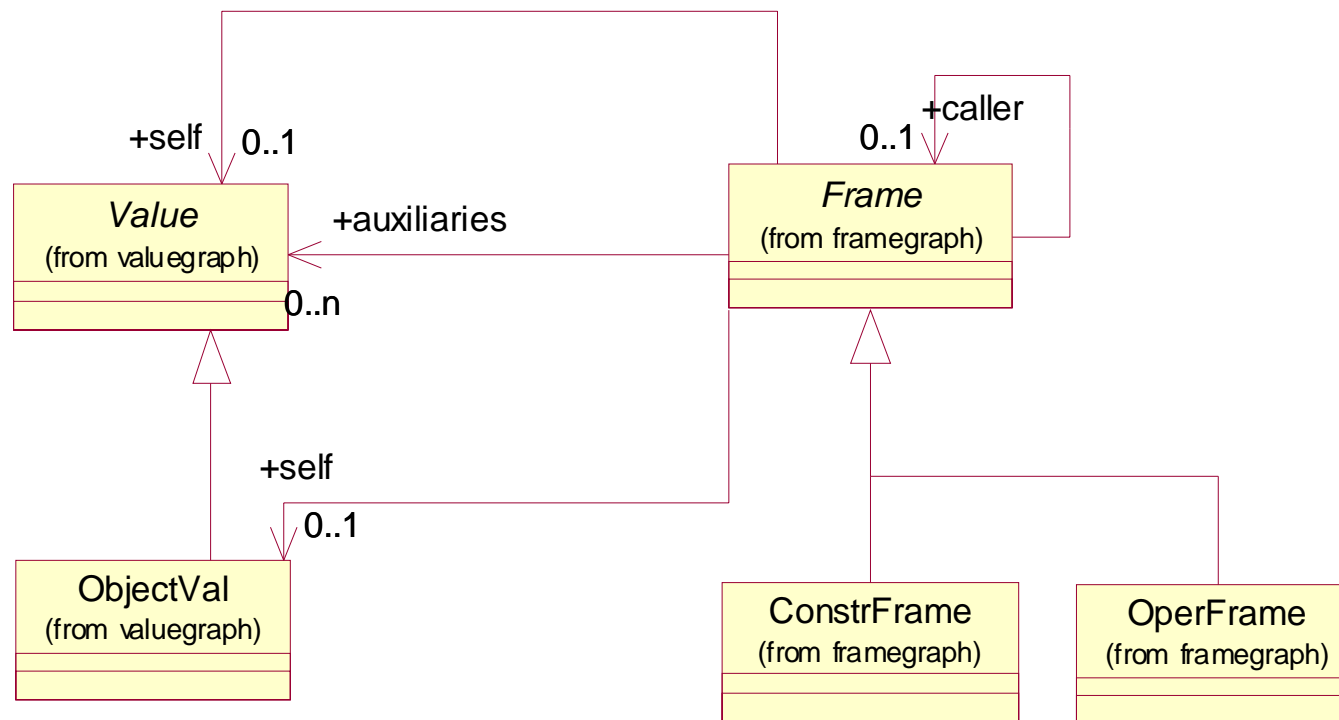 +caller
+self
0..1
0..1
Value
(from valuegraph)
Frame
(from framegraph)
+auxiliaries
0..n
+self
0..1
ObjectVal
(from valuegraph)
ConstrFrame
(from framegraph)
OperFrame
(from framegraph)